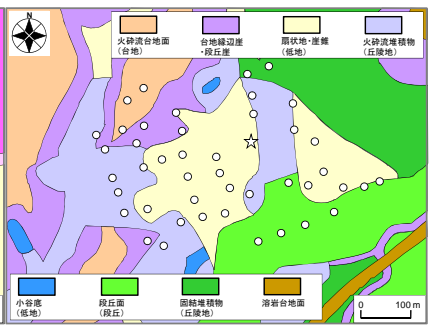 N
火砕流台地面
(台地)
台地縁辺崖
・段丘崖
扇状地・崖錐
(低地)
火砕流堆積物
(丘陵地)
小谷底
(低地)
段丘面
(段丘)
固結堆積物
(丘陵地)
溶岩台地面
0
100 m